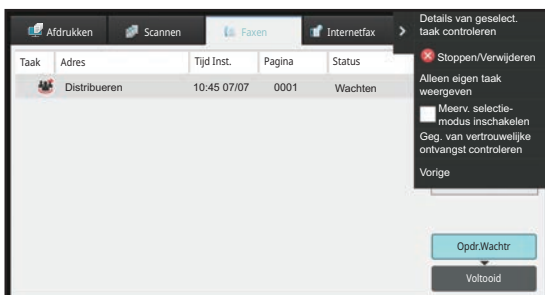 Afdrukken Scannen Faxen Internetfax
Taak Adres Tijd Inst. Pagina Status
Distribueren 10:45 07/07 0001 Wachten
Details van geselect.
taak controleren
Stoppen/Verwijderen
Alleen eigen taak
weergeven
Meerv. selectie-
modus inschakelen
Geg. van vertrouwelijke
ontvangst controleren
Vorige
Opdr.Wachtr
Voltooid